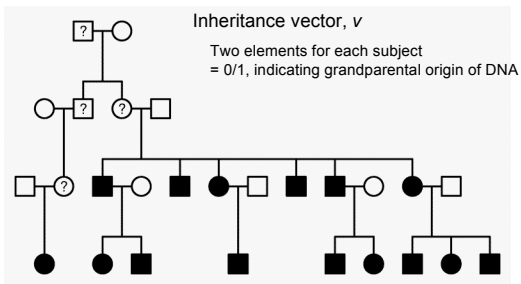 Inheritance vector, v
Two elements for each subject
= 0/1, indicating grandparental origin of DNA
?
? ?
?